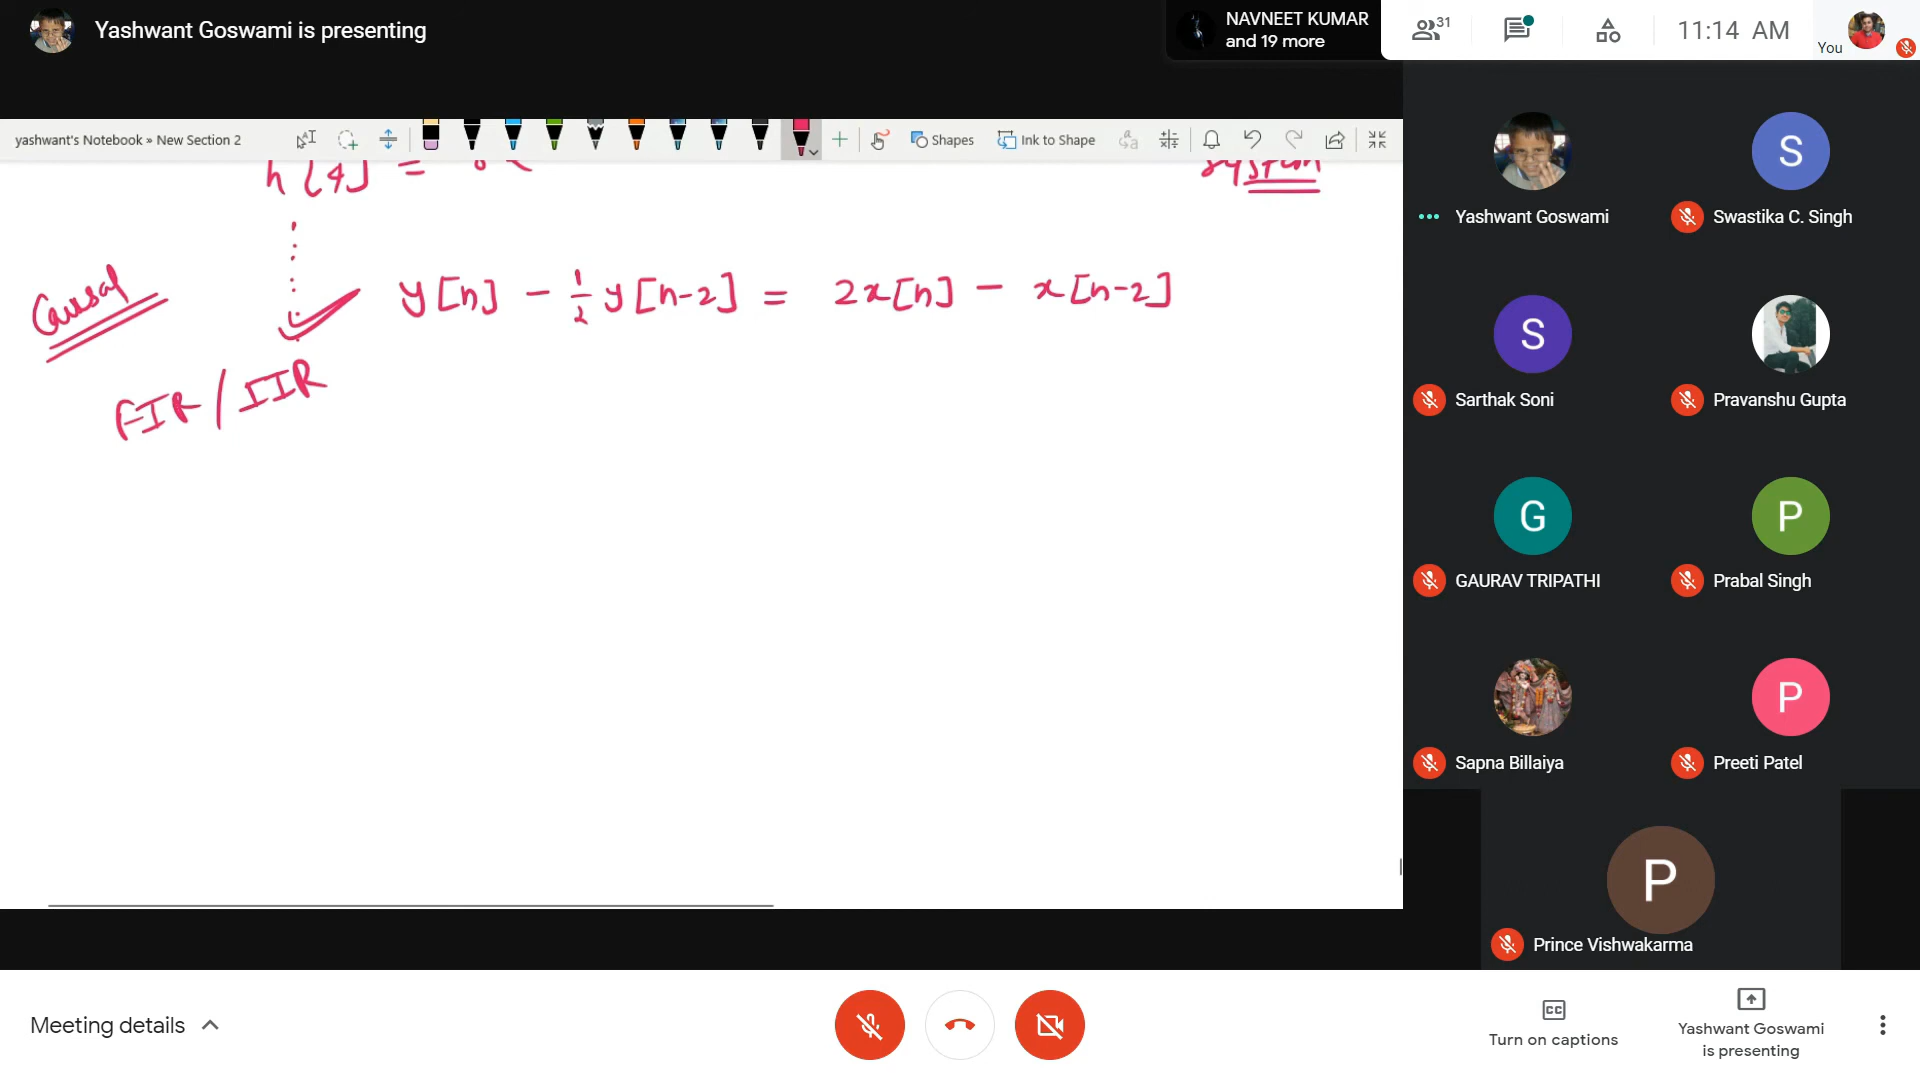 Yashwant Goswami is presenting
NAVNEET KUMAR
and 19 more
31
11:14 AM
You
yashwant's Notebook » New Section 2
Shapes
Ink to Shape
h[4] =
system
Causal
y[n] - 1/2 y[n-2] = 2x[n] - x[n-2]
FIR / IIR
Yashwant Goswami
S
Swastika C. Singh
S
Sarthak Soni
Pravanshu Gupta
G
GAURAV TRIPATHI
P
Prabal Singh
Sapna Billaiya
P
Preeti Patel
P
Prince Vishwakarma
Meeting details
CC
Turn on captions
Yashwant Goswami
is presenting